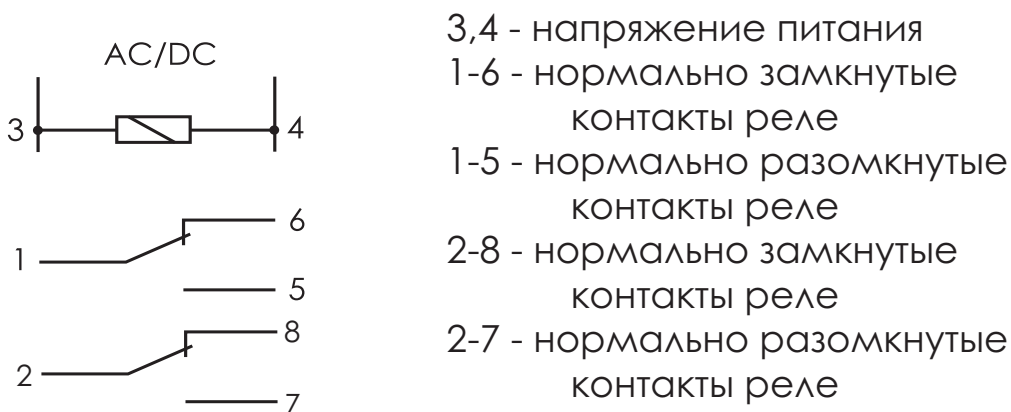 AC/DC
3
4
1
6
5
2
8
7
3,4 - напряжение питания
1-6 - нормально замкнутые
контакты реле
1-5 - нормально разомкнутые
контакты реле
2-8 - нормально замкнутые
контакты реле
2-7 - нормально разомкнутые
контакты реле